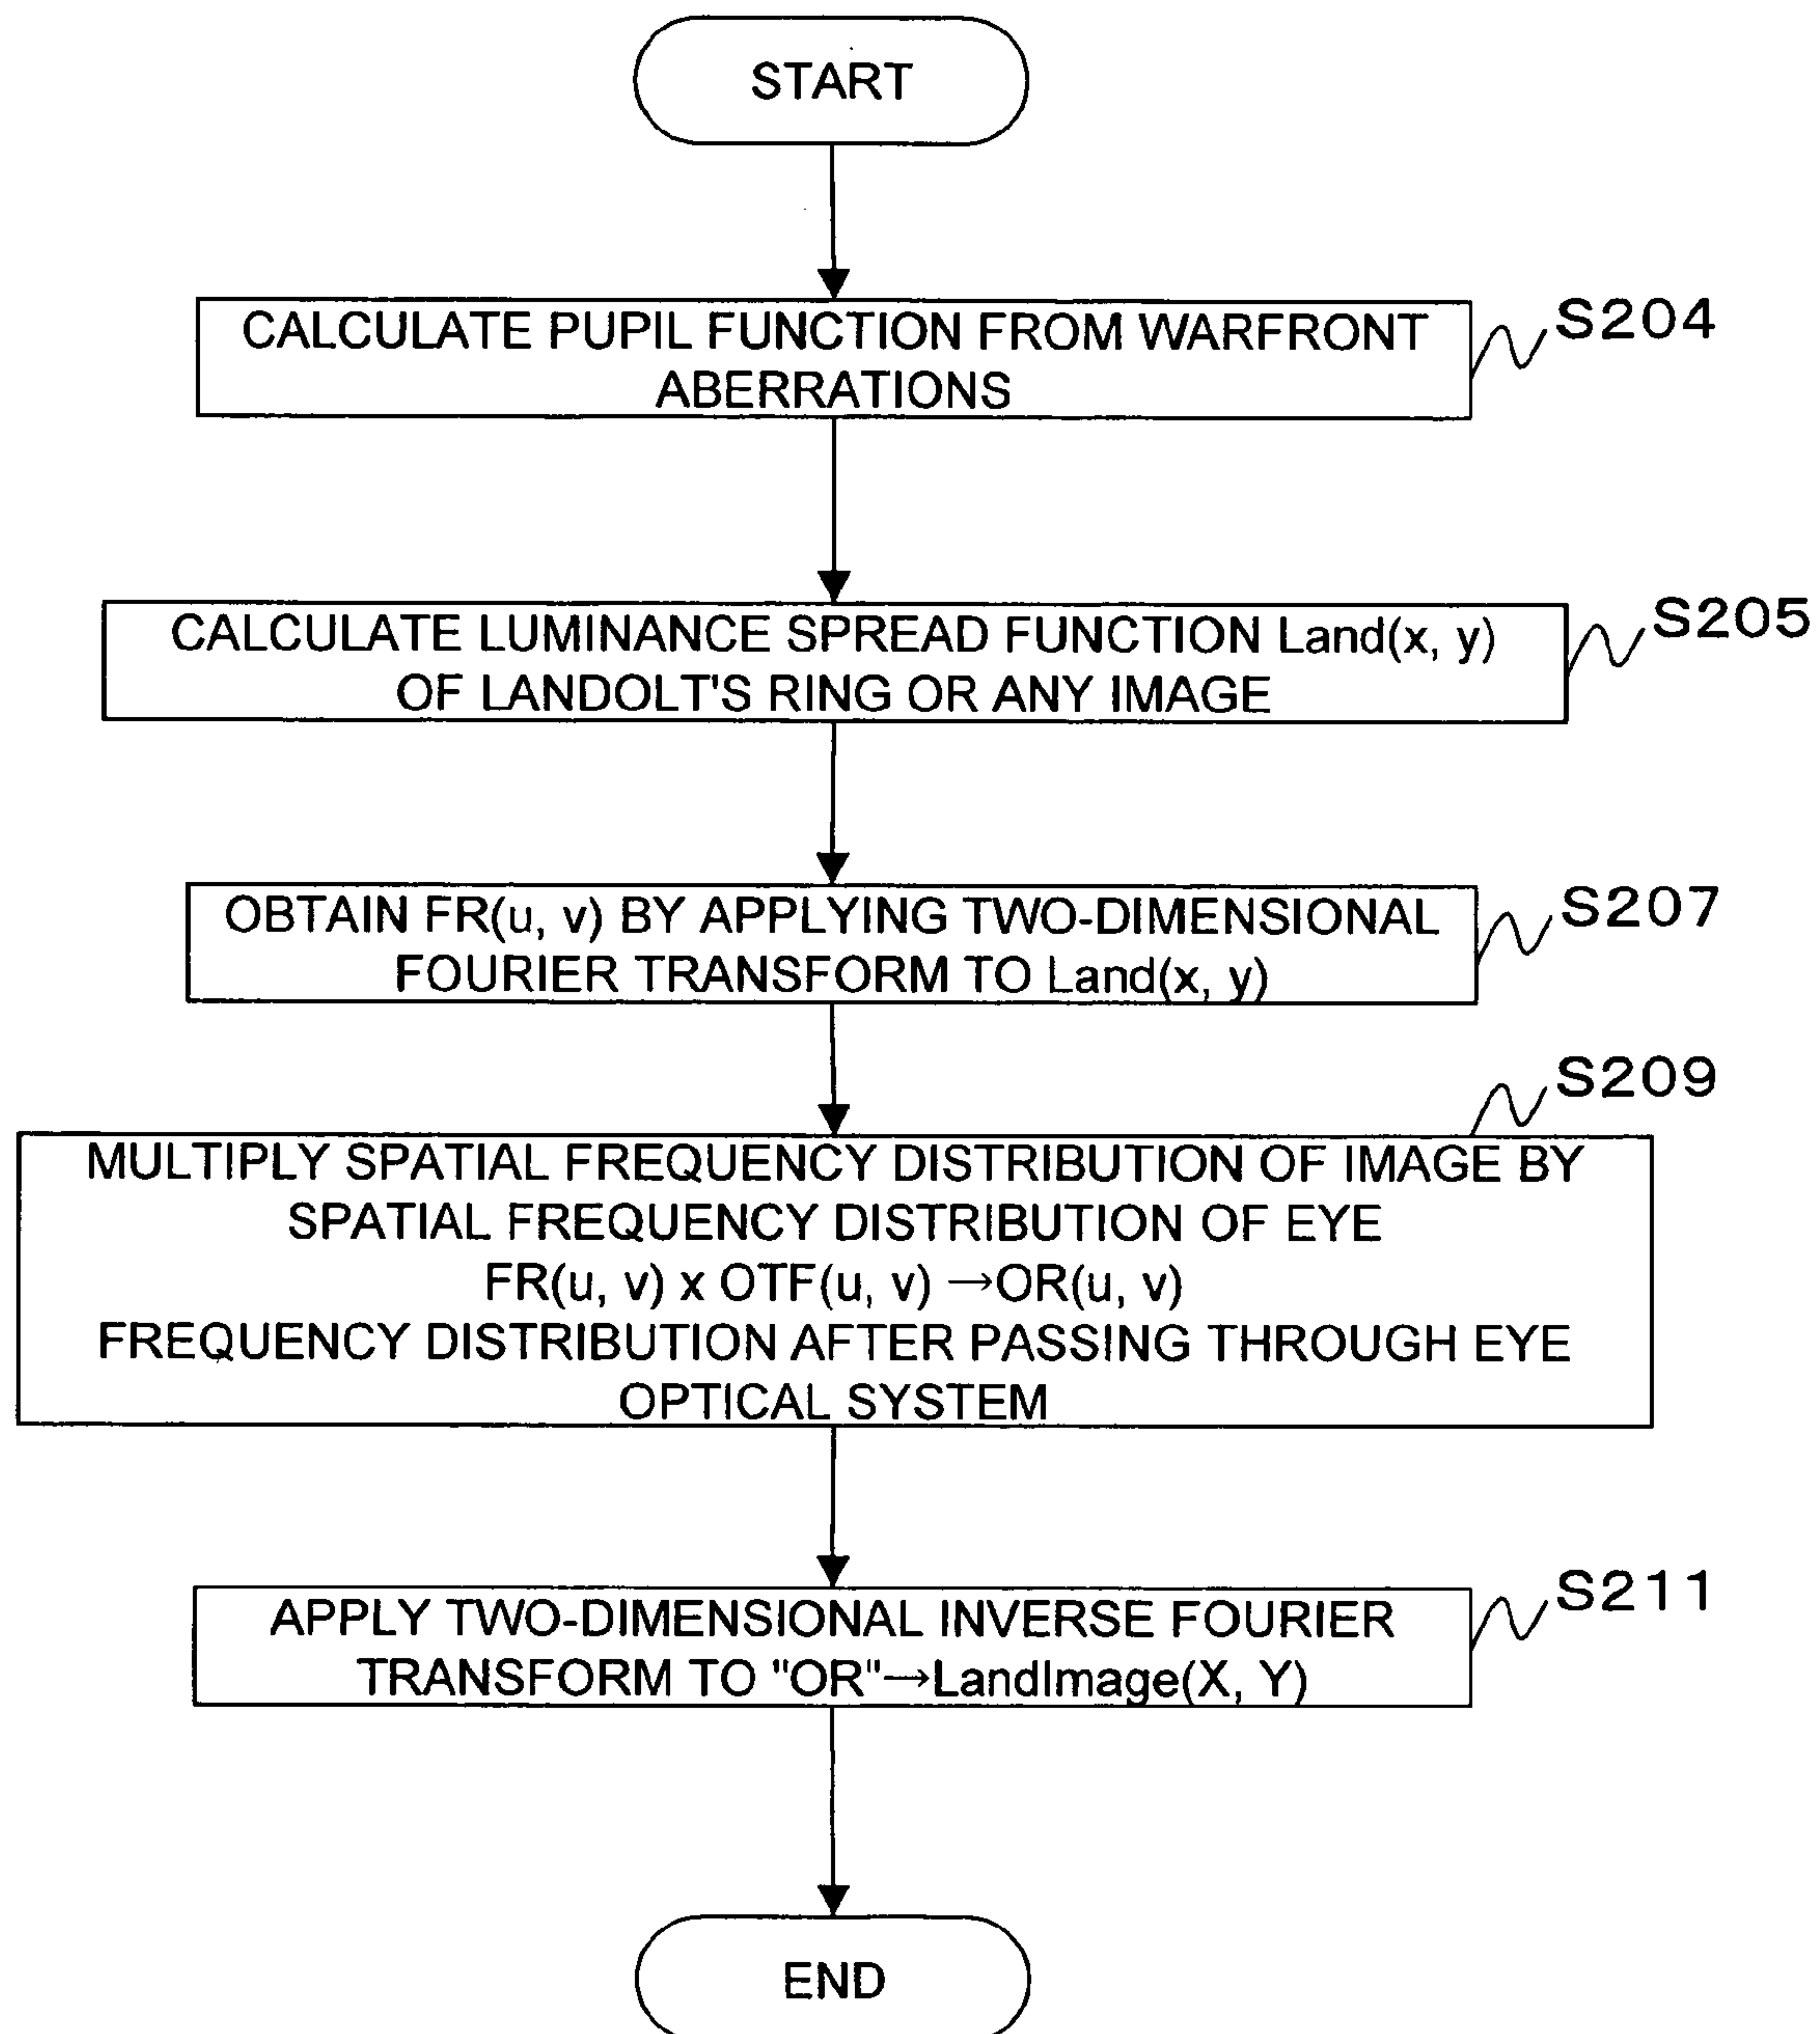 START
CALCULATE PUPIL FUNCTION FROM WARFRONT
ABERRATIONS
S204
CALCULATE LUMINANCE SPREAD FUNCTION Land(x, y)
OF LANDOLT'S RING OR ANY IMAGE
S205
OBTAIN FR(u, v) BY APPLYING TWO-DIMENSIONAL
FOURIER TRANSFORM TO Land(x, y)
S207
S209
MULTIPLY SPATIAL FREQUENCY DISTRIBUTION OF IMAGE BY
SPATIAL FREQUENCY DISTRIBUTION OF EYE
FR(u, v) x OTF(u, v) →OR(u, v)
FREQUENCY DISTRIBUTION AFTER PASSING THROUGH EYE
OPTICAL SYSTEM
APPLY TWO-DIMENSIONAL INVERSE FOURIER
TRANSFORM TO "OR"→LandImage(X, Y)
S211
END